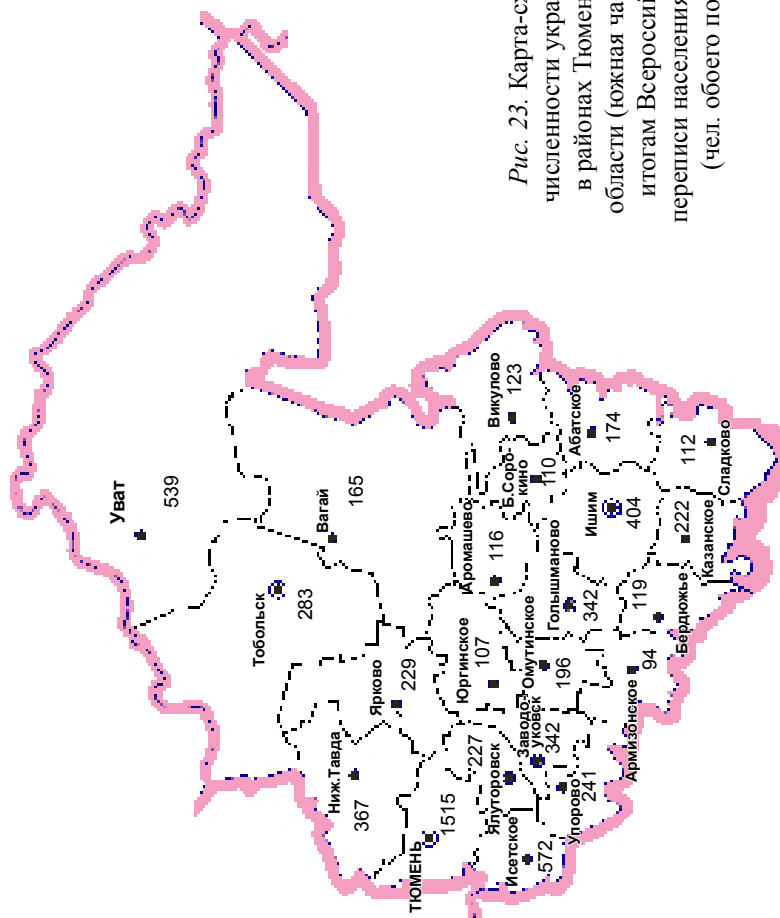 Рис. 23. Карта-сх
численности укра
в районах Тюмен
области (южная ча
итогам Всероссий
переписи населения
(чел. обоего по
Уват
539
Тобольск
283
Вагай
165
Ниж.Тавда
367
Ярково
229
ТЮМЕНЬ
1515
Юргинское
107
Аромашево
116
Б.Соро-
кино
110
Викулово
123
Абатское
174
Ишим
404
Голышманово
342
Омутинское
196
Заводо-
уковск
342
Ялуторовск
227
Исетское
572
Упорово
241
Армизонское
94
Бердюжье
119
Казанское
222
Сладково
112